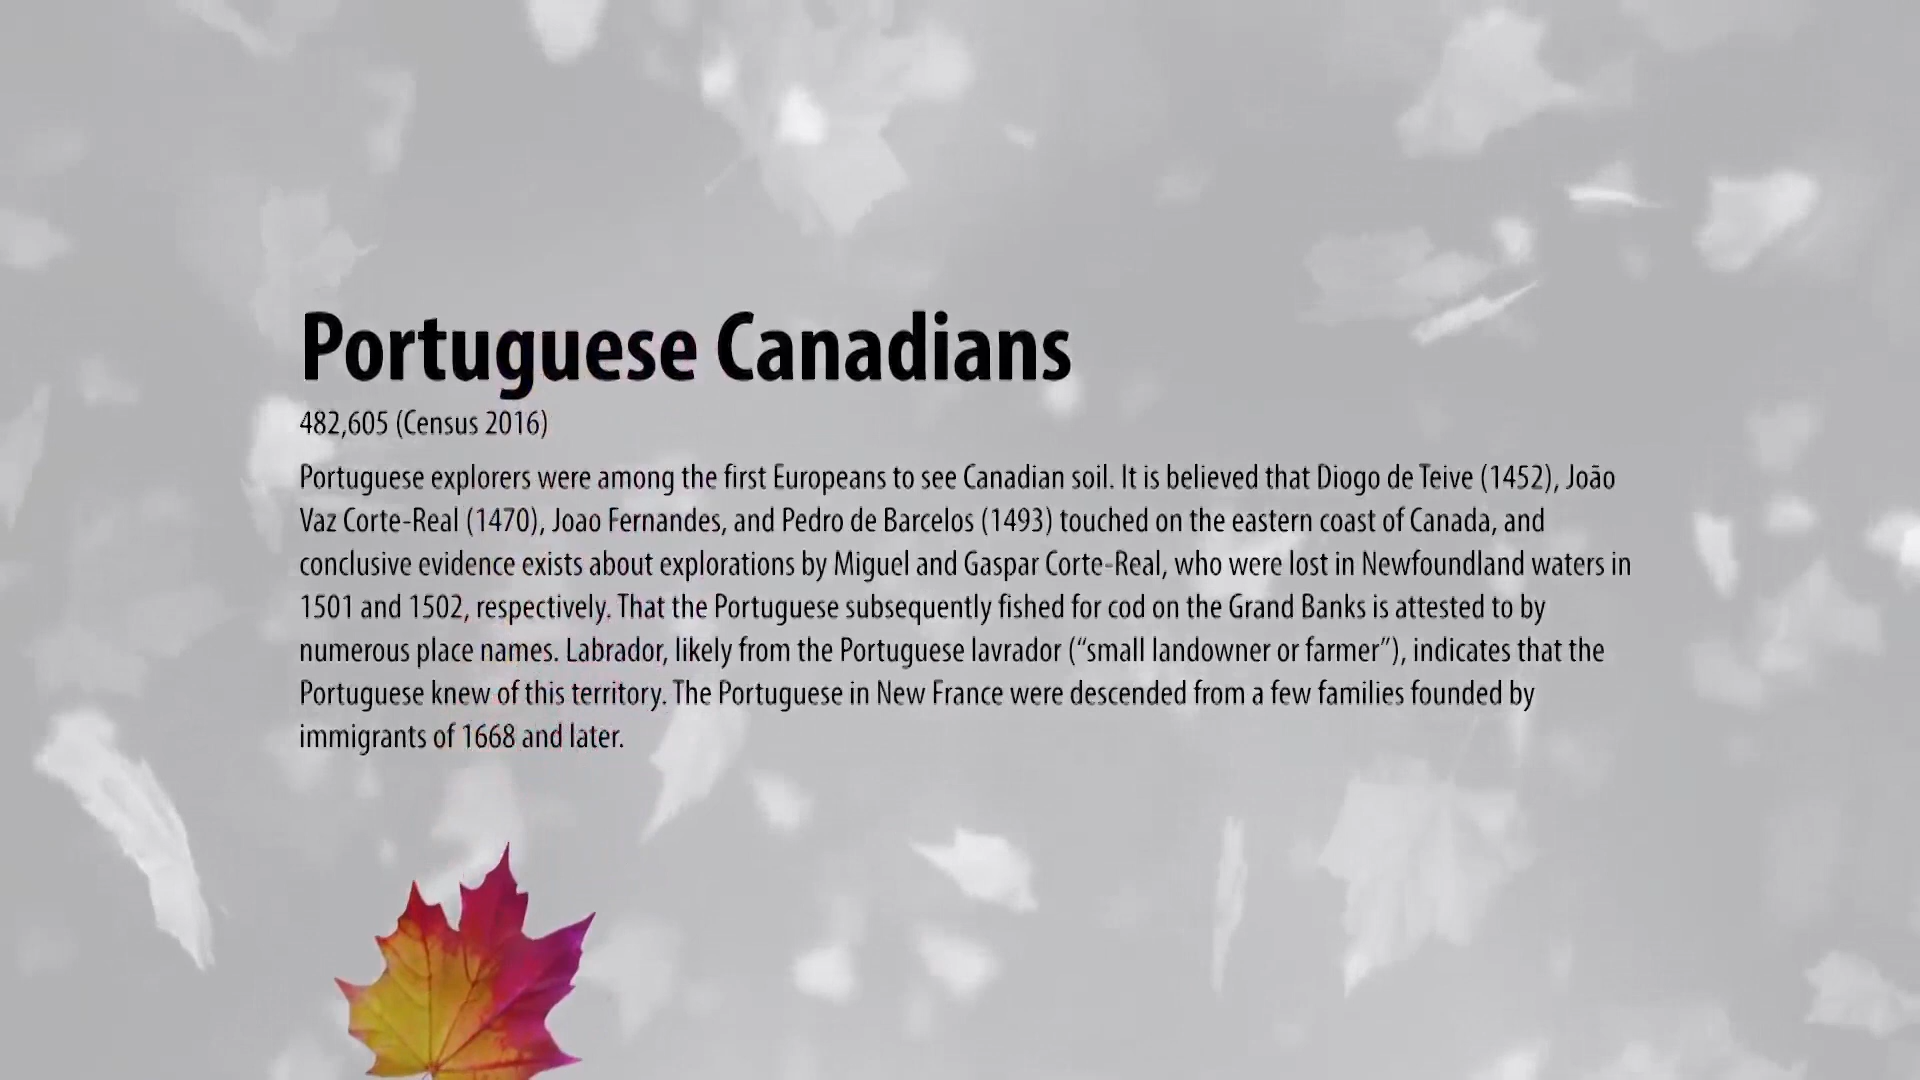 Portuguese Canadians
482,605 (Census 2016)
Portuguese explorers were among the first Europeans to see Canadian soil. It is believed that Diogo de Teive (1452), João
Vaz Corte-Real (1470), Joao Fernandes, and Pedro de Barcelos (1493) touched on the eastern coast of Canada, and
conclusive evidence exists about explorations by Miguel and Gaspar Corte-Real, who were lost in Newfoundland waters in
1501 and 1502, respectively. That the Portuguese subsequently fished for cod on the Grand Banks is attested to by
numerous place names. Labrador, likely from the Portuguese lavrador (“small landowner or farmer”), indicates that the
Portuguese knew of this territory. The Portuguese in New France were descended from a few families founded by
immigrants of 1668 and later.